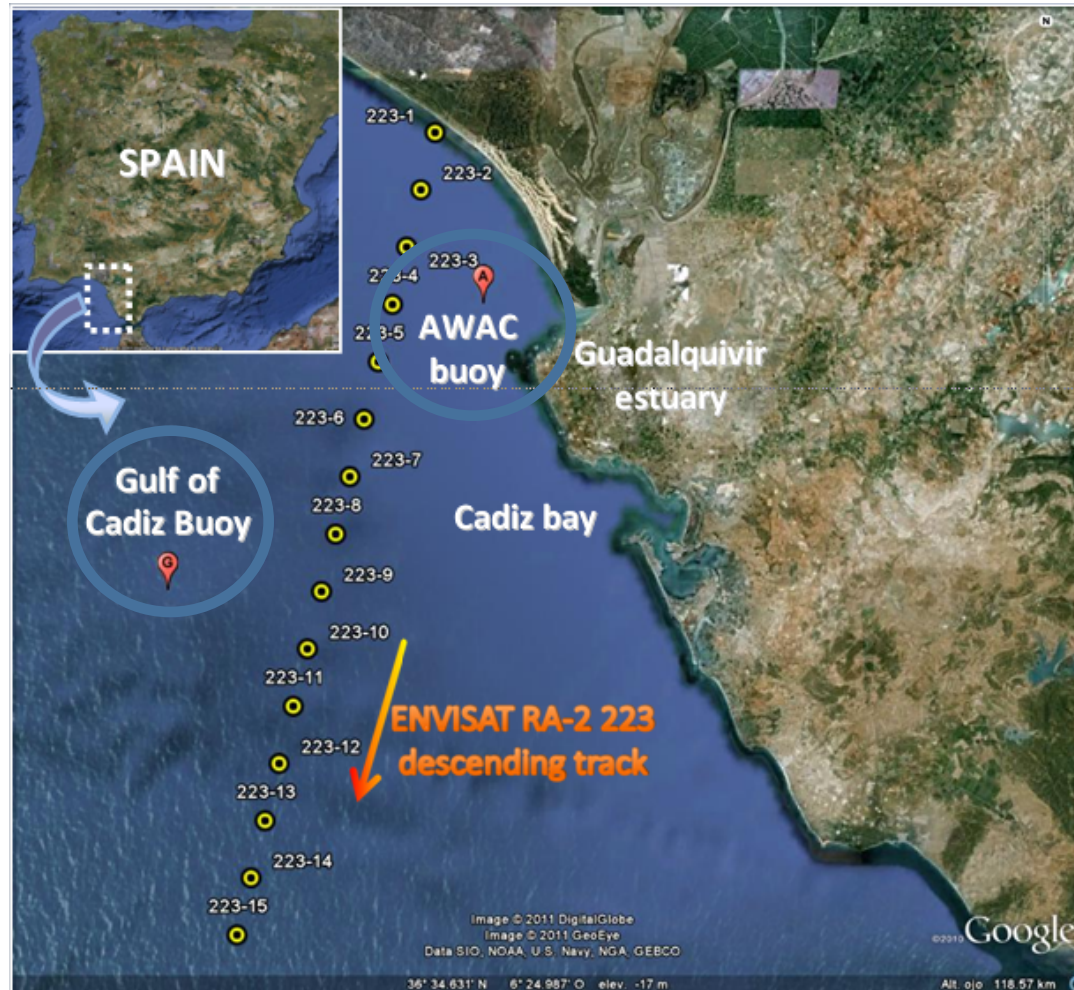 N
SPAIN
223-1
223-2
223-3
A
223-4
AWAC
buoy
223-5
Guadalquivir
estuary
223-6
Gulf of
Cadiz Buoy
G
223-7
223-8
Cadiz bay
223-9
223-10
223-11
ENVISAT RA-2 223
descending track
223-12
223-13
223-14
223-15
Image © 2011 DigitalGlobe
Image © 2011 GeoEye
Data SIO, NOAA, U.S. Navy, NGA, GEBCO
©2010 Google
36° 34.631' N 6° 24.987' O elev. -17 m Alt. ojo 118.57 km